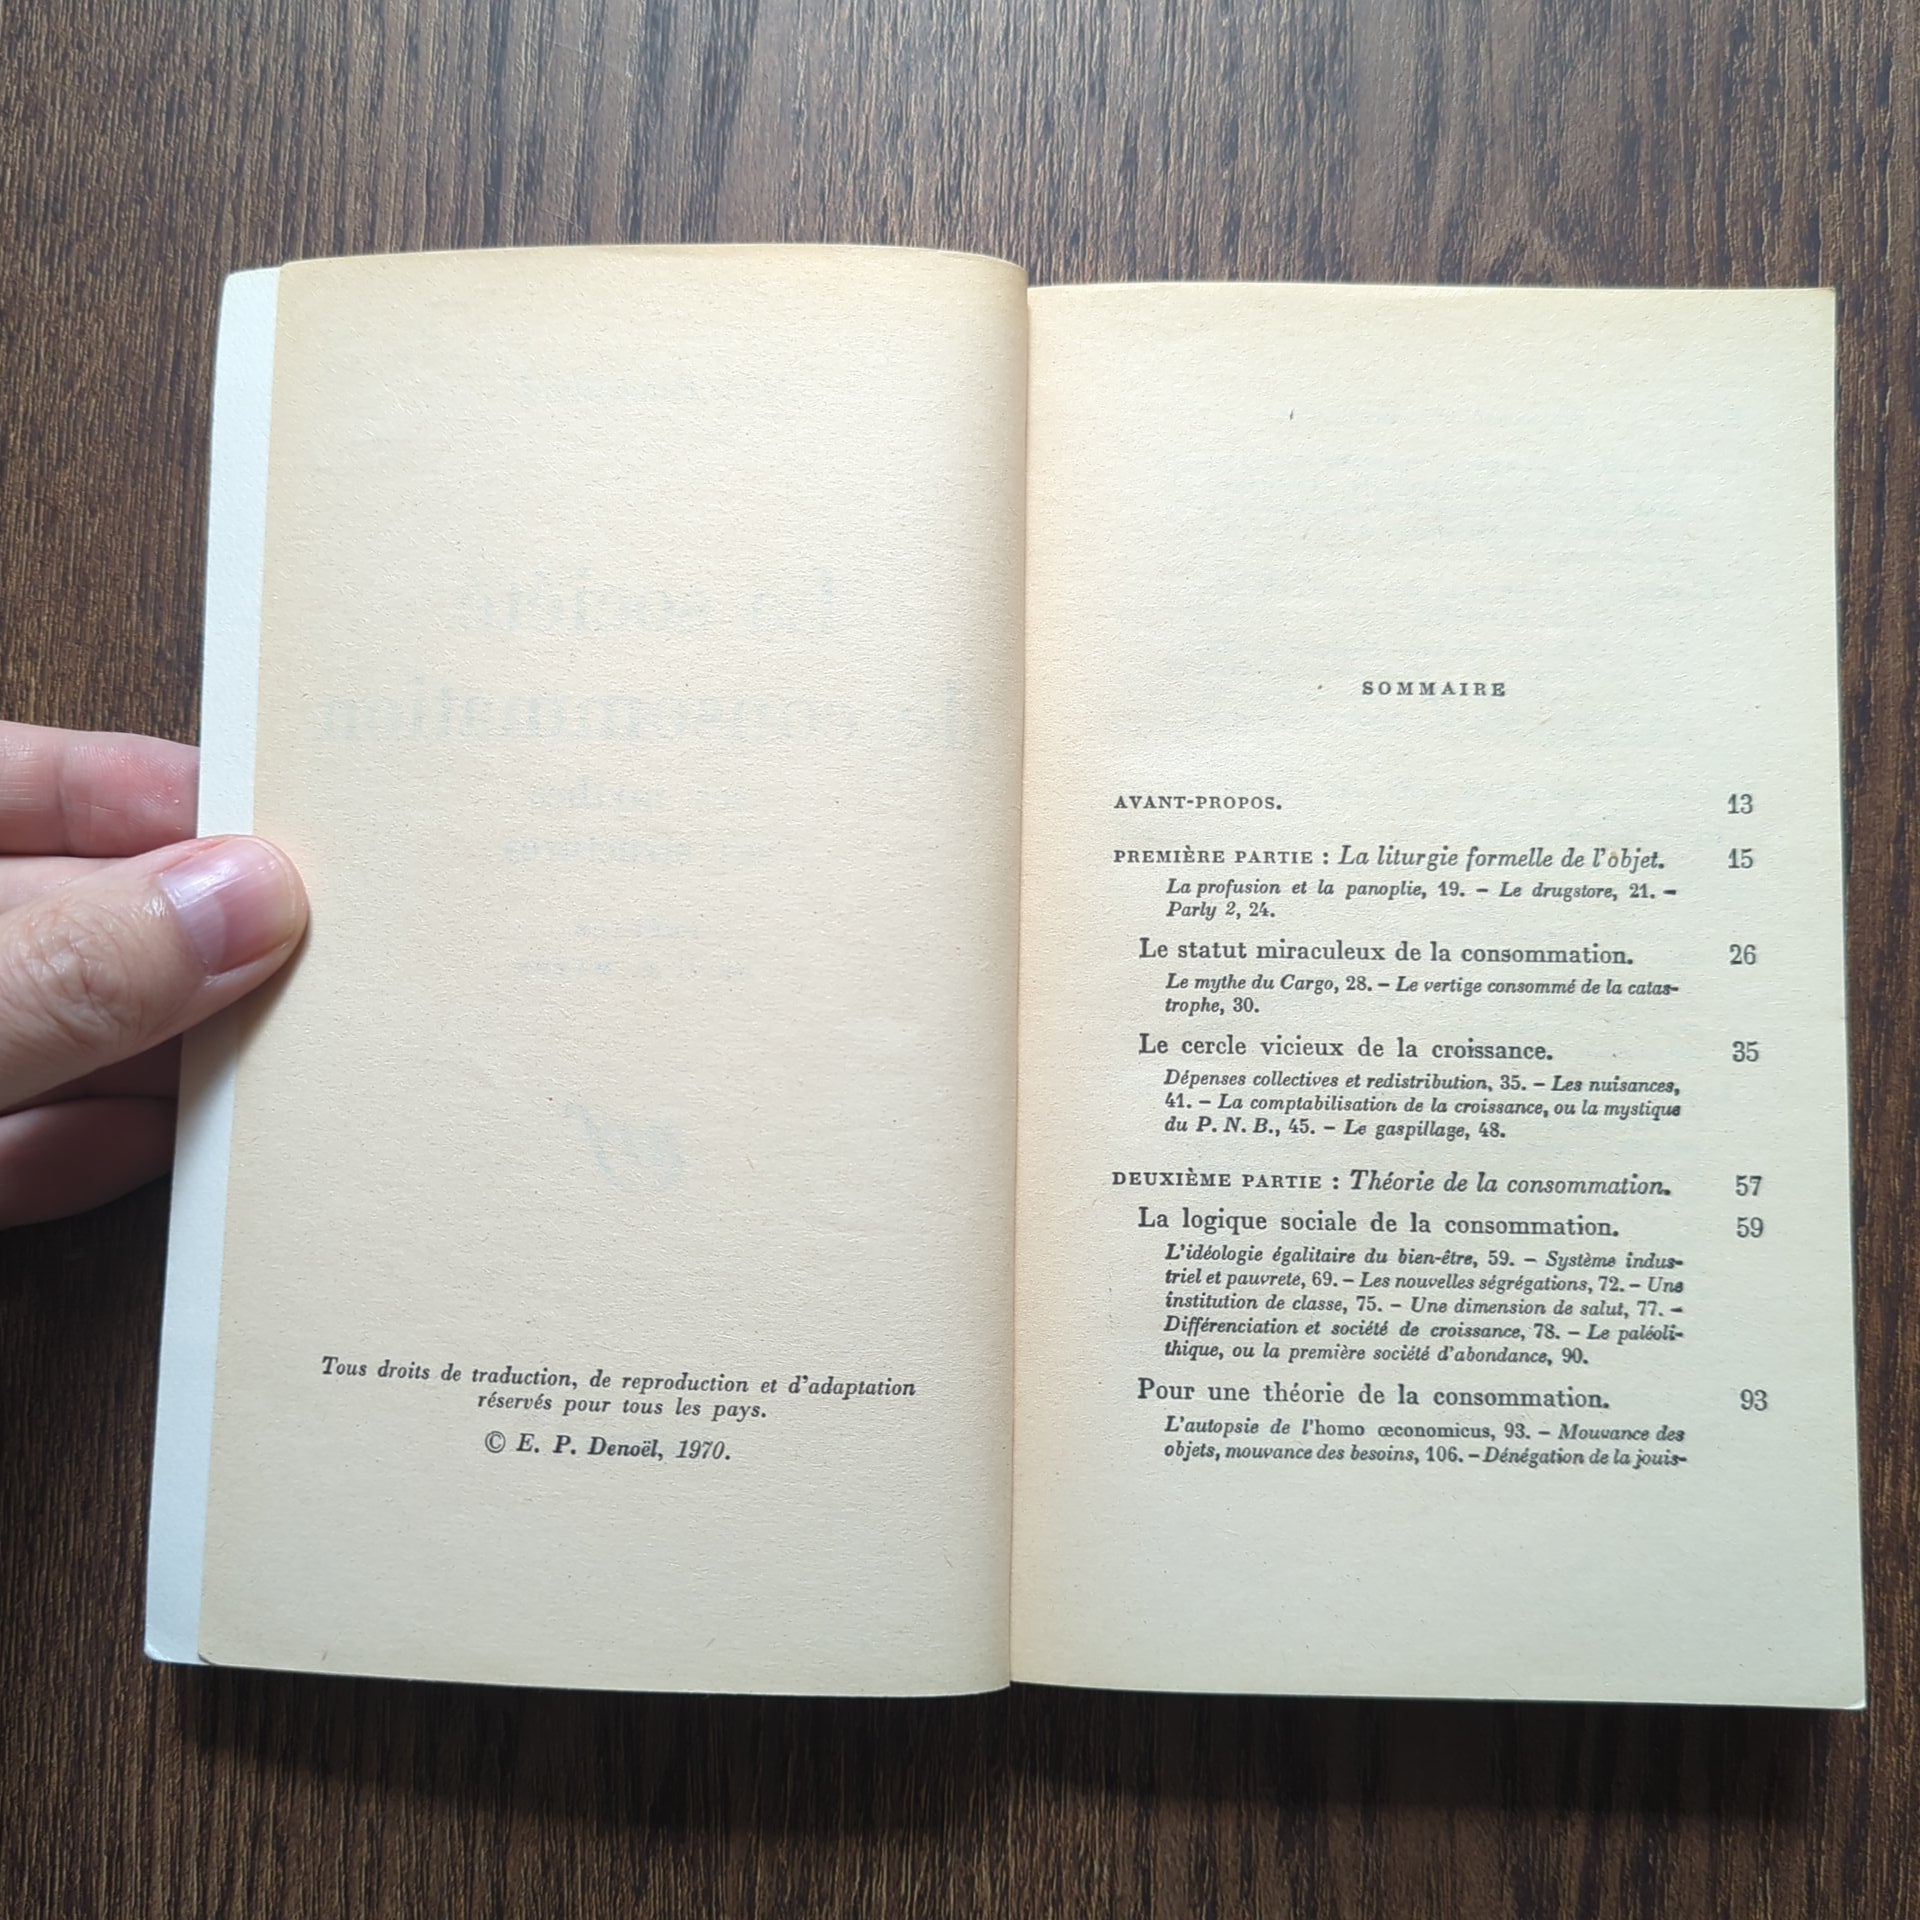 Tous droits de traduction, de reproduction et d'adaptation
réservés pour tous les pays.
© E. P. Denoël, 1970.
SOMMAIRE
AVANT-PROPOS. 13
PREMIÈRE PARTIE : La liturgie formelle de l'objet. 15
La profusion et la panoplie, 19. – Le drugstore, 21. –
Parly 2, 24.
Le statut miraculeux de la consommation. 26
Le mythe du Cargo, 28. – Le vertige consommé de la catas-
trophe, 30.
Le cercle vicieux de la croissance. 35
Dépenses collectives et redistribution, 35. – Les nuisances,
41. – La comptabilisation de la croissance, ou la mystique
du P. N. B., 45. – Le gaspillage, 48.
DEUXIÈME PARTIE : Théorie de la consommation. 57
La logique sociale de la consommation. 59
L'idéologie égalitaire du bien-être, 59. – Système indus-
triel et pauvreté, 69. – Les nouvelles ségrégations, 72. – Une
institution de classe, 75. – Une dimension de salut, 77. –
Différenciation et société de croissance, 78. – Le paléoli-
thique, ou la première société d'abondance, 90.
Pour une théorie de la consommation. 93
L'autopsie de l'homo œconomicus, 93. – Mouvance des
objets, mouvance des besoins, 106. – Dénégation de la jouis-